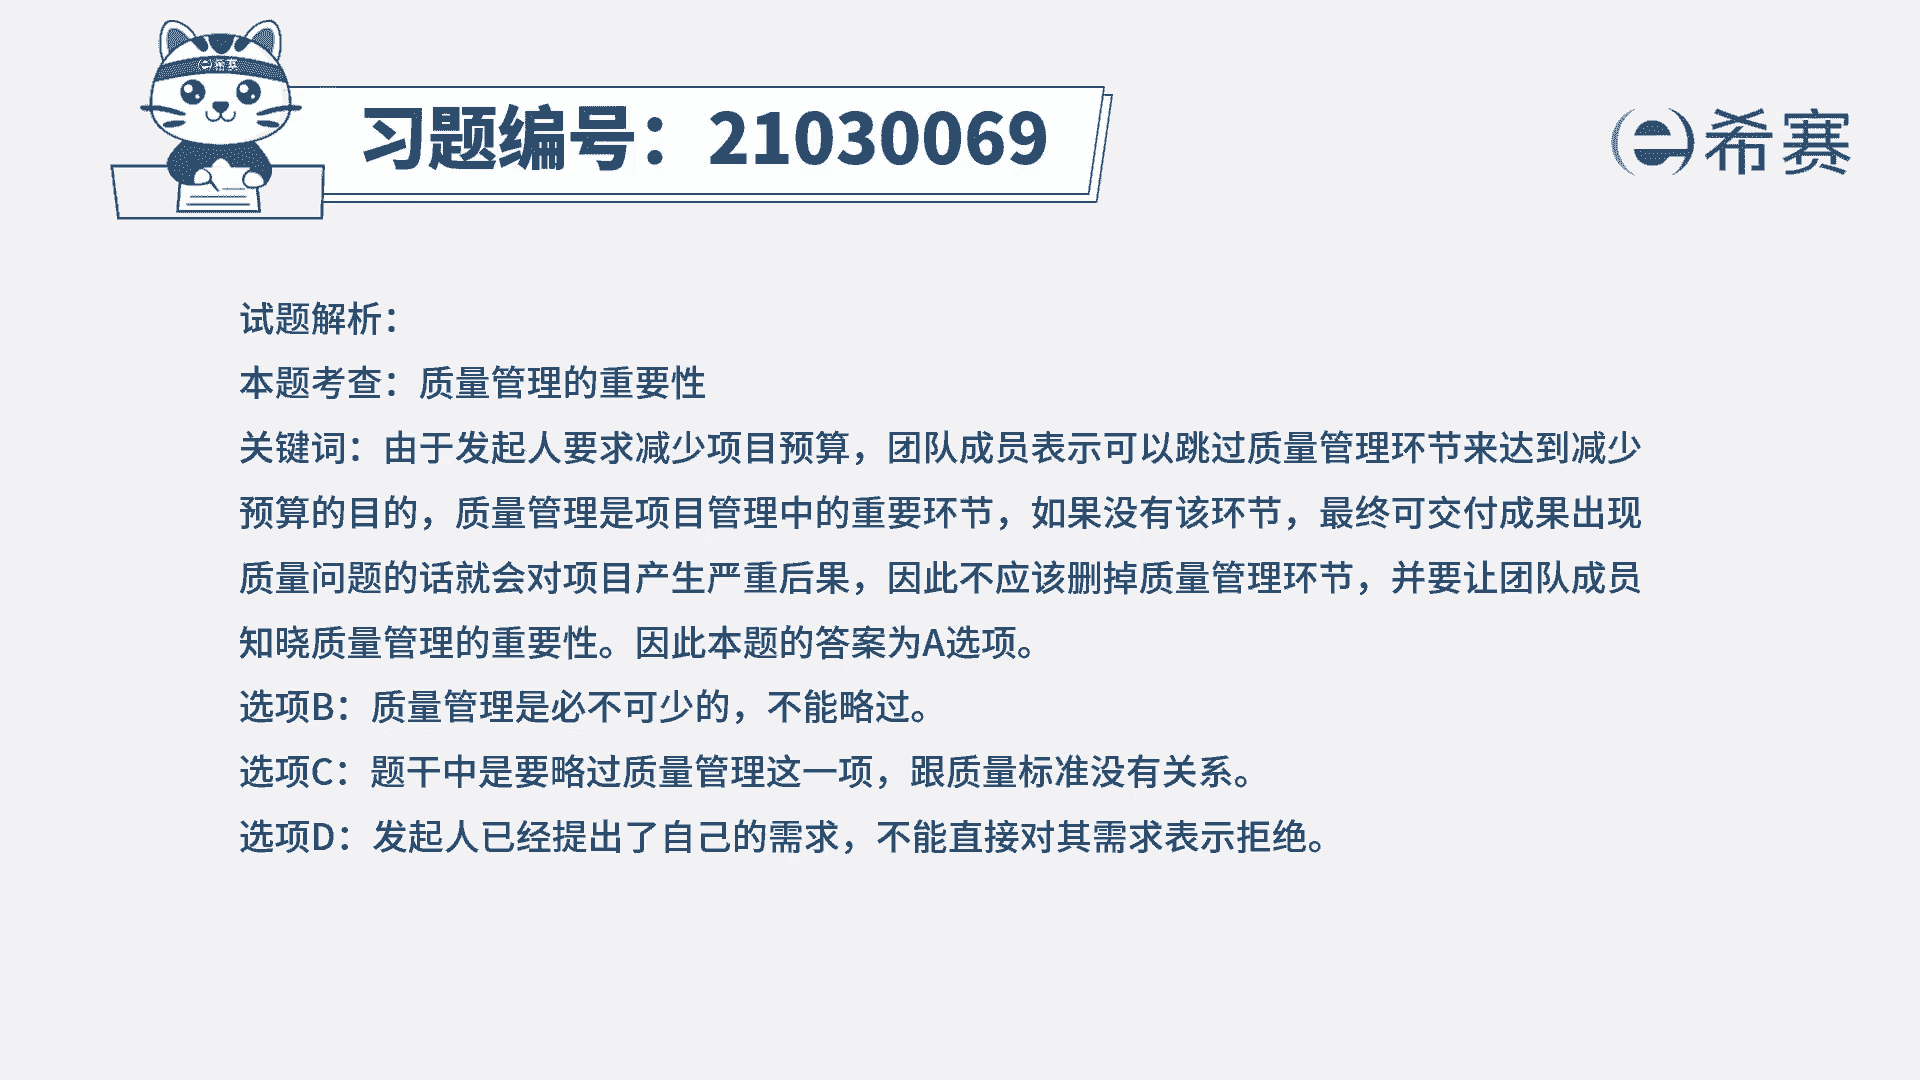 e希赛
习题编号：21030069
e希赛
试题解析：
本题考查：质量管理的重要性
关键词：由于发起人要求减少项目预算，团队成员表示可以跳过质量管理环节来达到减少
预算的目的，质量管理是项目管理中的重要环节，如果没有该环节，最终可交付成果出现
质量问题的话就会对项目产生严重后果，因此不应该删掉质量管理环节，并要让团队成员
知晓质量管理的重要性。因此本题的答案为A选项。
选项B：质量管理是必不可少的，不能略过。
选项C：题干中是要略过质量管理这一项，跟质量标准没有关系。
选项D：发起人已经提出了自己的需求，不能直接对其需求表示拒绝。